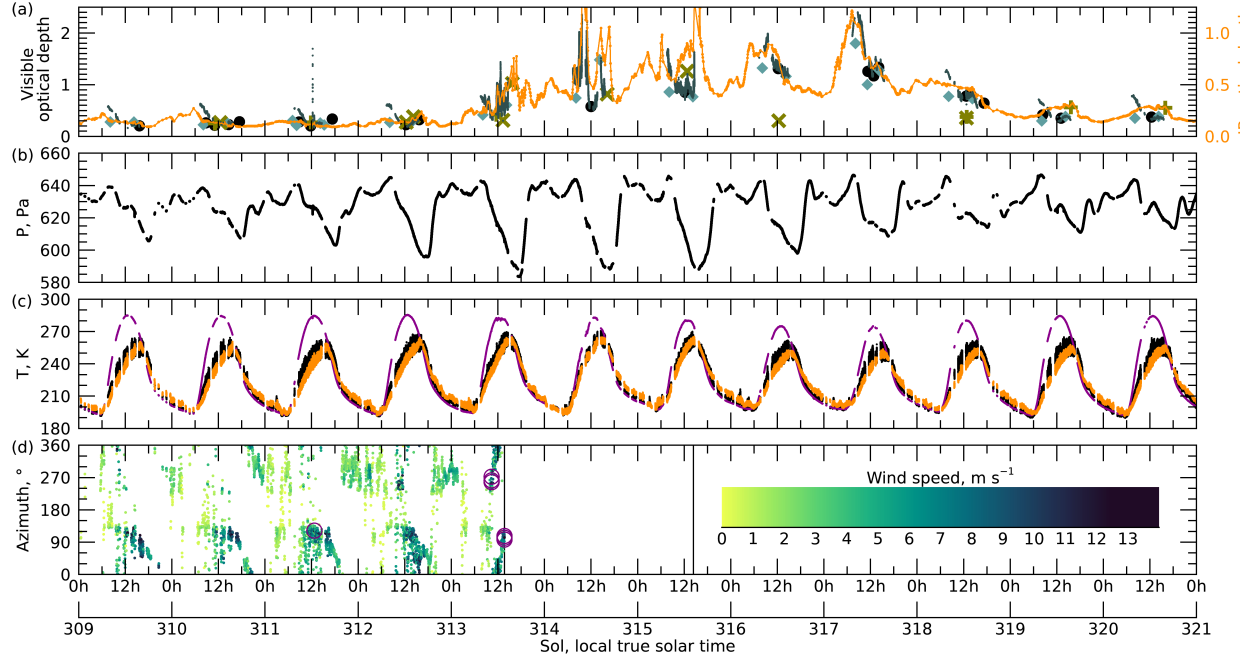 (a)
Visible
optical depth
2
1
0
1.0
0.5
0.0
(b)
P, Pa
660
640
620
600
580
(c)
T, K
300
270
240
210
180
(d)
Azimuth, °
360
270
180
90
0
Wind speed, m s⁻¹
0 1 2 3 4 5 6 7 8 9 10 11 12 13
0h 12h 0h 12h 0h 12h 0h 12h 0h 12h 0h 12h 0h 12h 0h 12h 0h 12h 0h 12h 0h 12h 0h 12h 0h
309 310 311 312 313 314 315 316 317 318 319 320 321
Sol, local true solar time